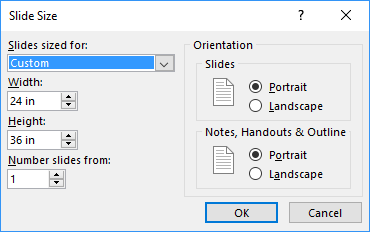 Slide Size
Slides sized for:
Custom
Width:
24 in
Height:
36 in
Number slides from:
1
Orientation
Slides
Portrait
Landscape
Notes, Handouts & Outline
Portrait
Landscape
OK
Cancel